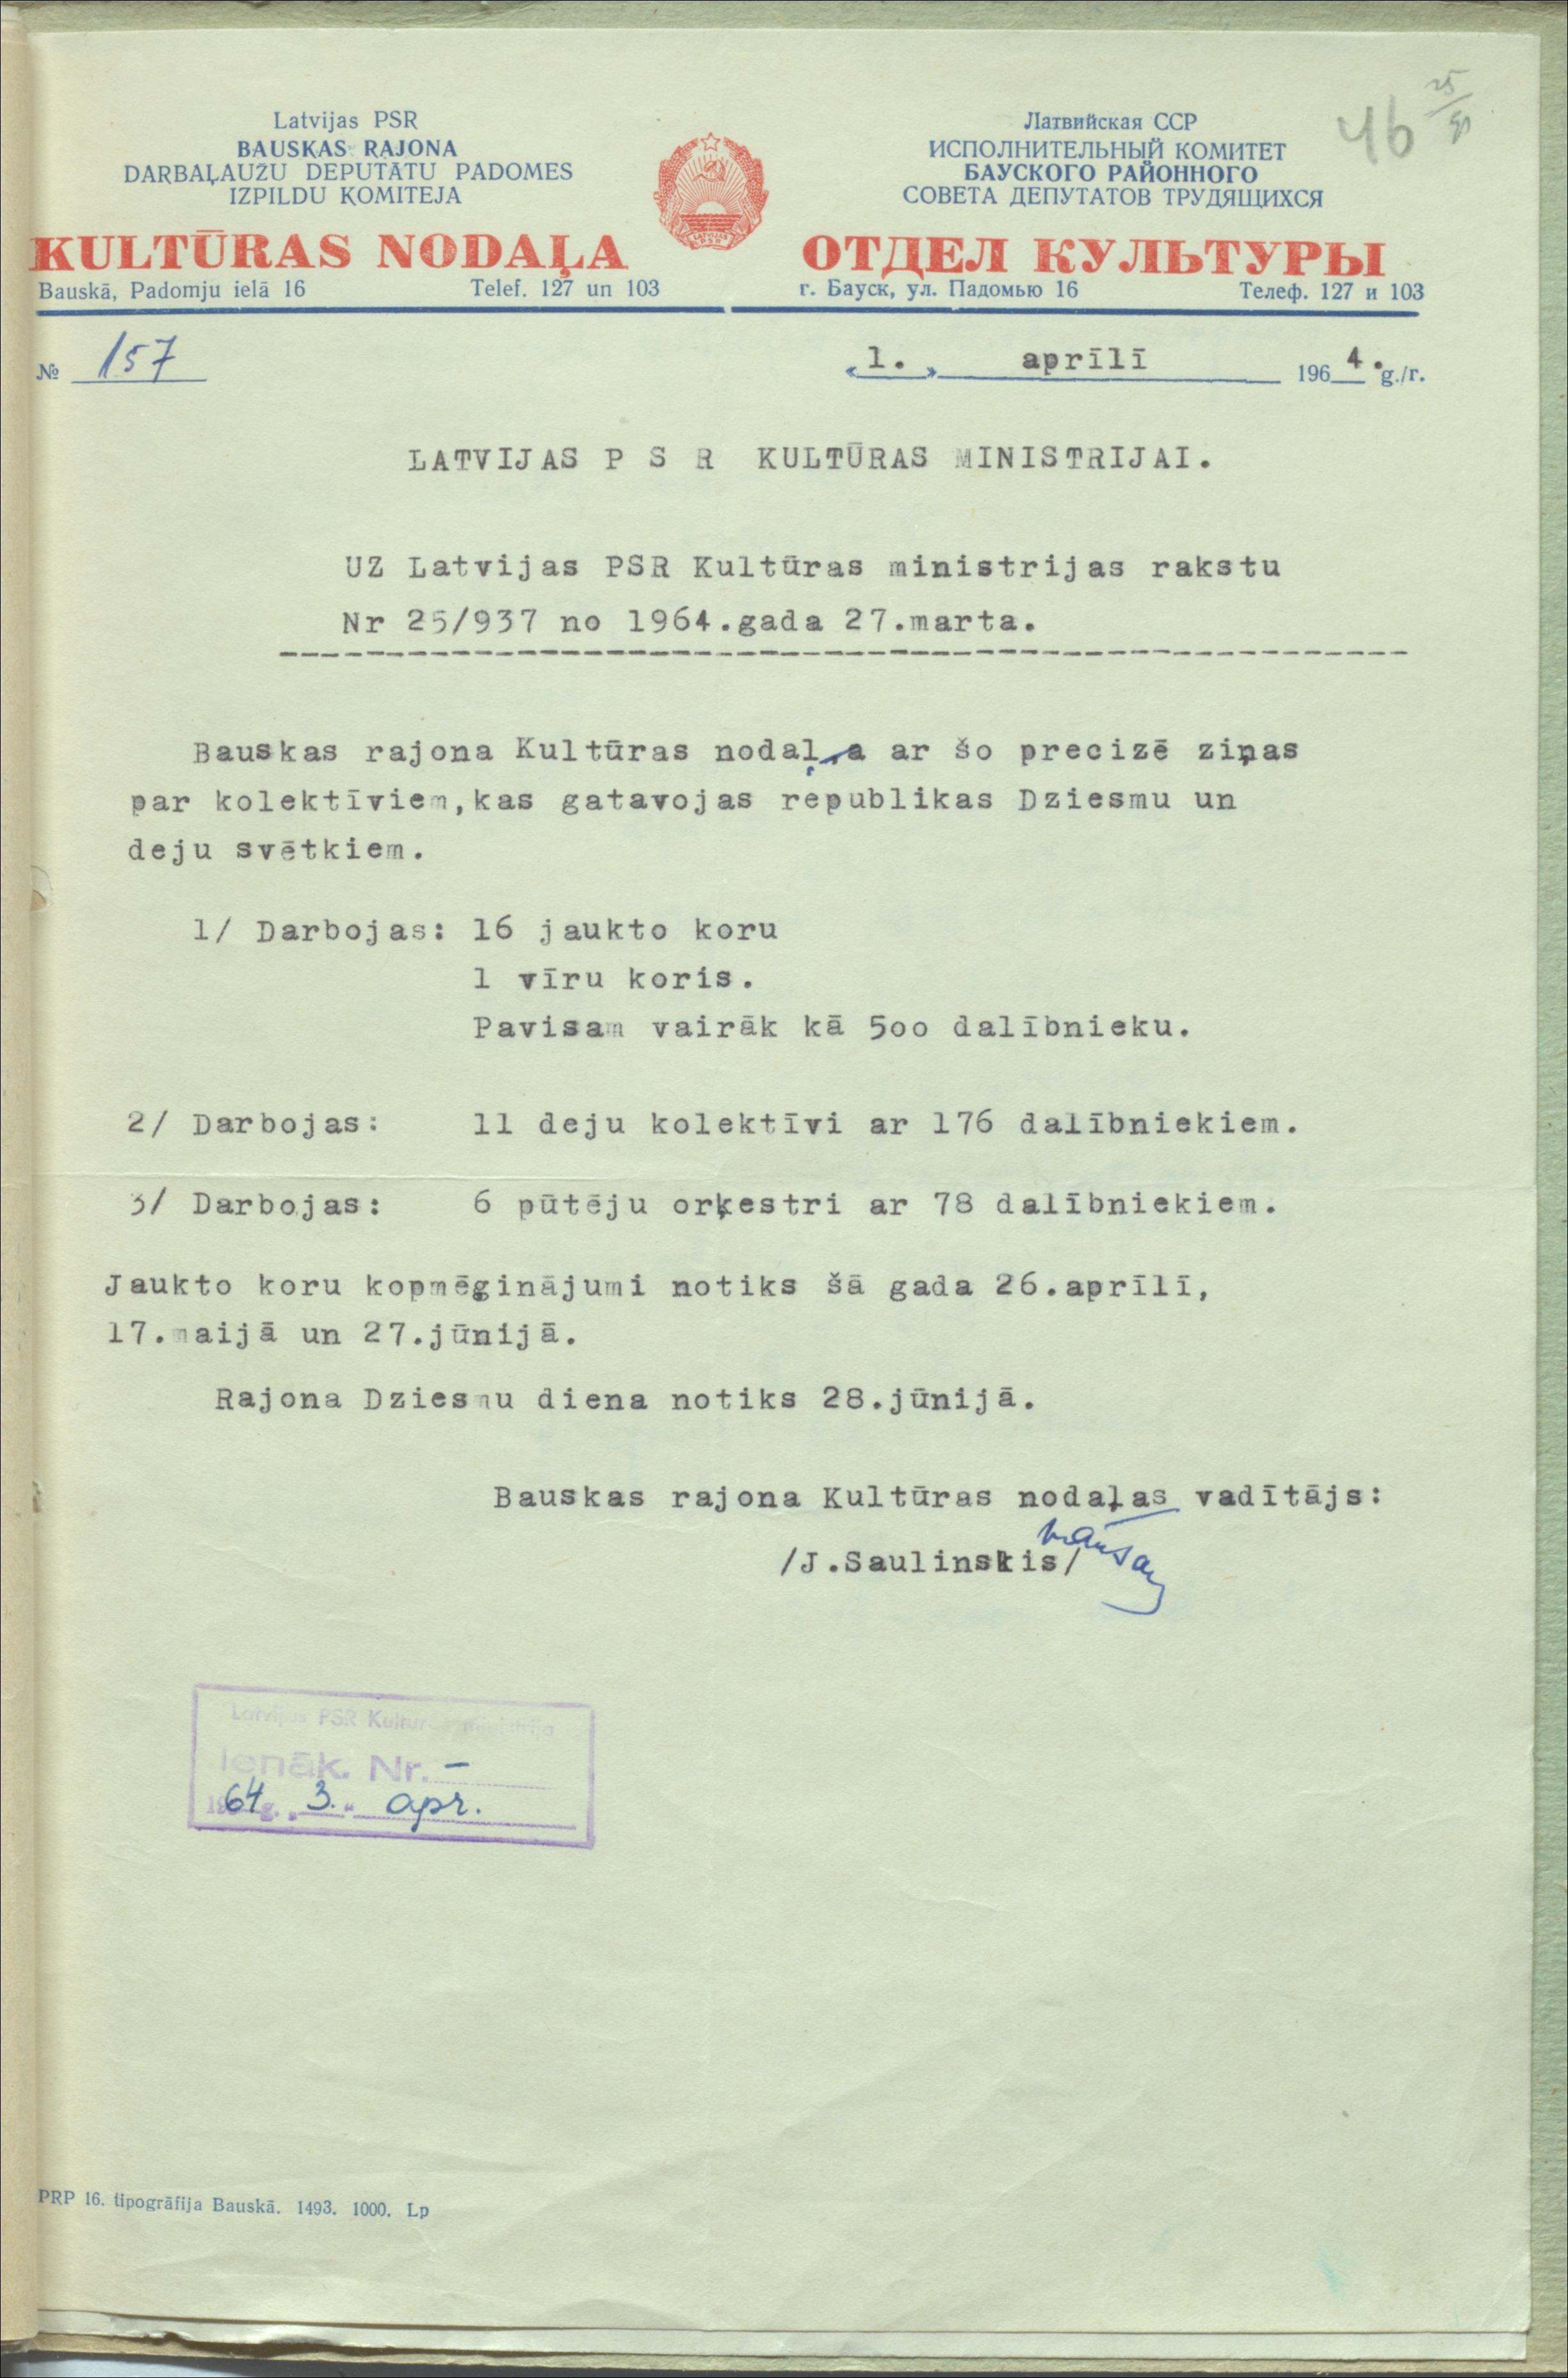 46 25
Latvijas PSR
BAUSKAS RAJONA
DARBAĻAUŽU DEPUTĀTU PADOMES
IZPILDU KOMITEJA
KULTŪRAS NODAĻA
Bauskā, Padomju ielā 16 Telef. 127 un 103
LATVIJAS
PSR
Латвийская ССР
ИСПОЛНИТЕЛЬНЫЙ КОМИТЕТ
БАУСКОГО РАЙОННОГО
СОВЕТА ДЕПУТАТОВ ТРУДЯЩИХСЯ
ОТДЕЛ КУЛЬТУРЫ
г. Бауск, ул. Падомью 16 Телеф. 127 и 103
№ 157 «1.» aprīlī 1964. g./г.
LATVIJAS P S R KULTŪRAS MINISTRIJAI.
UZ Latvijas PSR Kultūras ministrijas rakstu
Nr 25/937 no 1964.gada 27.marta.
Bauskas rajona Kultūras nodaļa ar šo precizē ziņas
par kolektīviem,kas gatavojas republikas Dziesmu un
deju svētkiem.
1/ Darbojas: 16 jaukto koru
1 vīru koris.
Pavisam vairāk kā 5oo dalībnieku.
2/ Darbojas: 11 deju kolektīvi ar 176 dalībniekiem.
3/ Darbojas: 6 pūtēju orķestri ar 78 dalībniekiem.
Jaukto koru kopmēginājumi notiks šā gada 26.aprīlī,
17.maijā un 27.jūnijā.
Rajona Dziesmu diena notiks 28.jūnijā.
Bauskas rajona Kultūras nodaļas vadītājs:
/J.Saulinskis/
Latvijas PSR Kultūras ministrija
Ienāk. Nr. -
1964 g. „3." apr.
PRP 16. tipogrāfija Bauskā. 1493. 1000. Lp